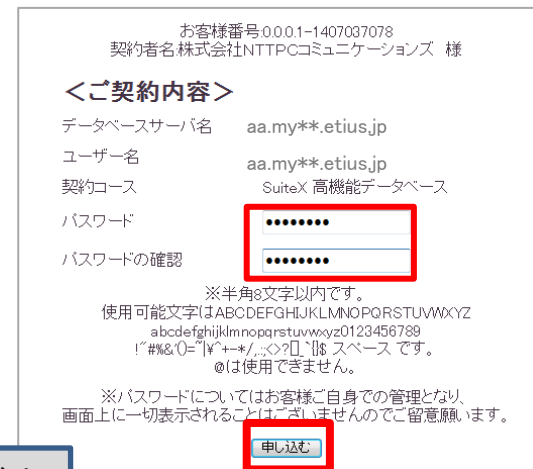 お客様番号:0.0.0.1-1407037078
契約者名:株式会社NTTPCコミュニケーションズ 様
＜ご契約内容＞
データベースサーバ名 aa.my**.etius.jp
ユーザー名 aa.my**.etius.jp
契約コース SuiteX 高機能データベース
パスワード ●●●●●●●●
パスワードの確認 ●●●●●●●●
※半角8文字以内です。
使用可能文字はABCDEFGHIJKLMNOPQRSTUVWXYZ
abcdefghijklmnopqrstuvwxyz0123456789
!"#%&'()=~|¥^+-*/,.:;<>?[]_`{}$ スペース です。
@は使用できません。
※パスワードについてはお客様ご自身での管理となり、
画面上に一切表示されることはございませんのでご留意願います。
申し込む